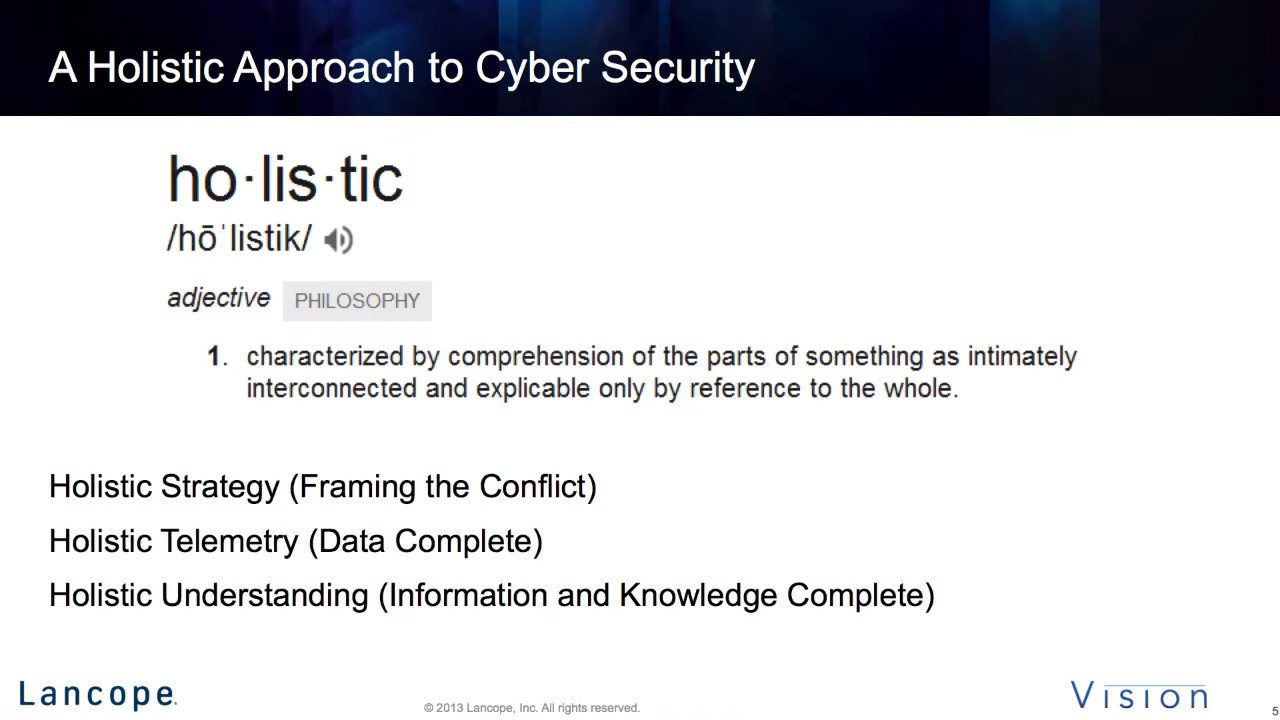 A Holistic Approach to Cyber Security
ho·lis·tic
/hōˈlistik/
adjective PHILOSOPHY
1. characterized by comprehension of the parts of something as intimately
interconnected and explicable only by reference to the whole.
Holistic Strategy (Framing the Conflict)
Holistic Telemetry (Data Complete)
Holistic Understanding (Information and Knowledge Complete)
Lancope.
© 2013 Lancope, Inc. All rights reserved.
Vision
5